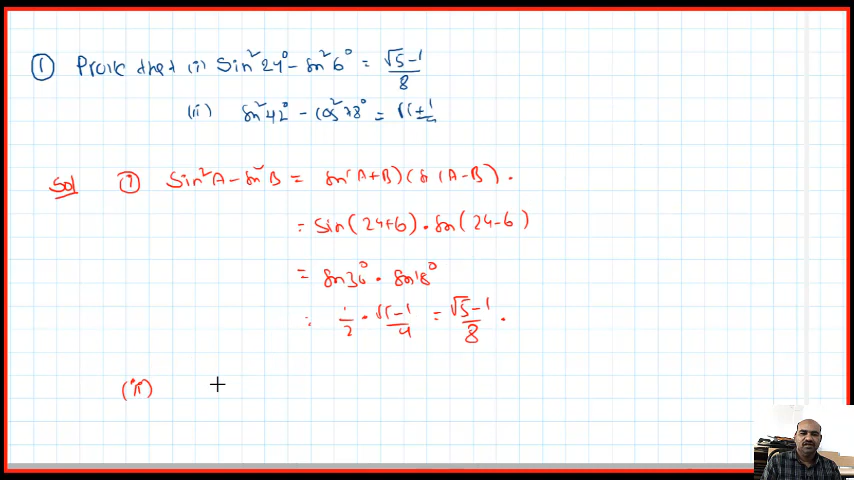 ① Prove that (i) Sin²24° - sin²6° = √5-1/8
(ii) sin²42° - cos²78° = √5+1/8
Sol ① Sin²A - sin²B = sin(A+B) sin(A-B).
= sin(24+6) · sin(24-6)
= sin30° · sin18°
= 1/2 · √5-1/4 = √5-1/8.
(ii)